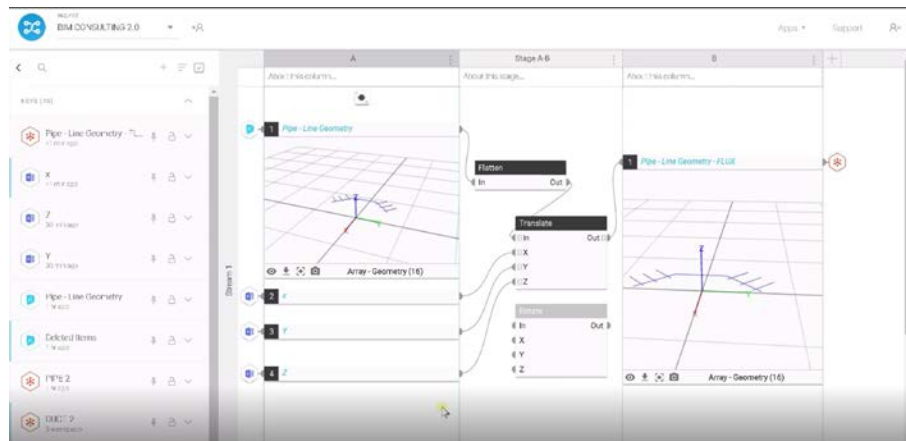 PROJECT
BIM CONSULTING 2.0
Apps
Support
A
Stage A-B
B
About this column...
About this stage...
About this column...
Pipe - Line Geometry -
X
Z
Y
Pipe - Line Geometry
Deleted Items
PIPE 2
DUCT 2
Stream 1
1 Pipe - Line Geometry
Z
X
Y
Array - Geometry (16)
2
3 Y
4 Z
Flatten
In Out
Translate
In Out
X
Y
Z
In Out
X
Y
Z
1 Pipe - Line Geometry - FLUX
Z
X
Y
Array - Geometry (16)